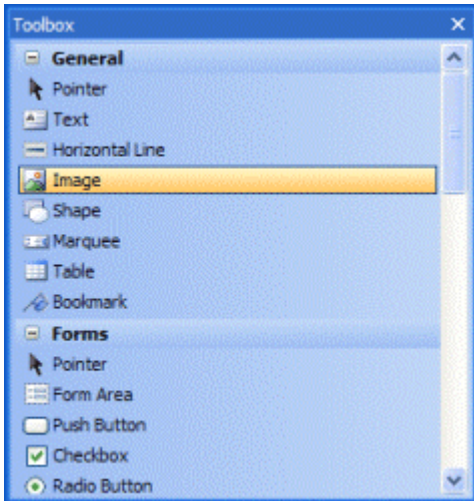 Toolbox
General
Pointer
Text
Horizontal Line
Image
Shape
Marquee
Table
Bookmark
Forms
Pointer
Form Area
Push Button
Checkbox
Radio Button